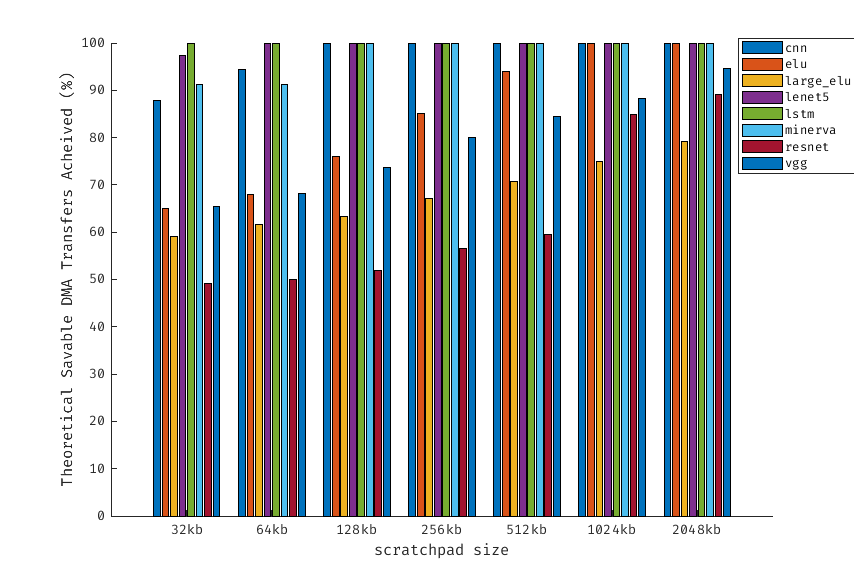 100
90
80
70
60
50
40
30
20
10
0
Theoretical Savable DMA Transfers Acheived (%)
32kb 64kb 128kb 256kb 512kb 1024kb 2048kb
scratchpad size
cnn
elu
large_elu
lenet5
lstm
minerva
resnet
vgg